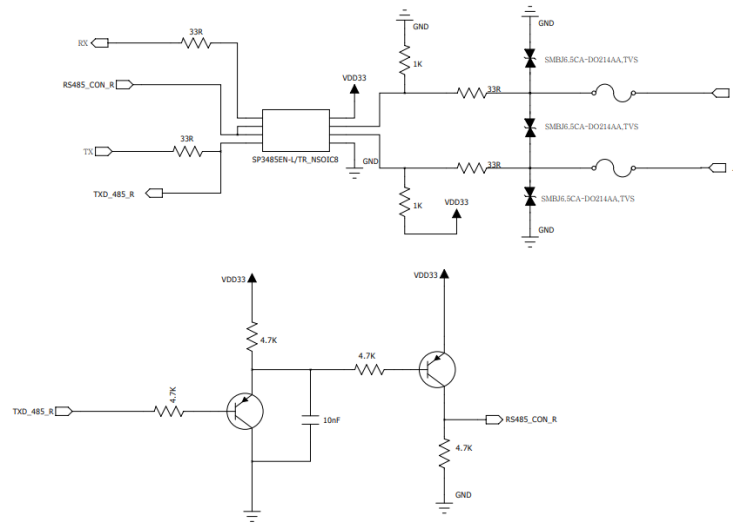 GND
GND
33R
RX
SMBJ6.5CA-DO214AA,TVS
1K
VDD33
RS485_CON_R
33R
33R
SMBJ6.5CA-DO214AA,TVS
TX
GND
SP3485EN-L/TR_NSOIC8
33R
TXD_485_R
VDD33
SMBJ6.5CA-DO214AA,TVS
1K
GND
VDD33
VDD33
4.7K
4.7K
4.7K
TXD_485_R
10nF
RS485_CON_R
4.7K
GND